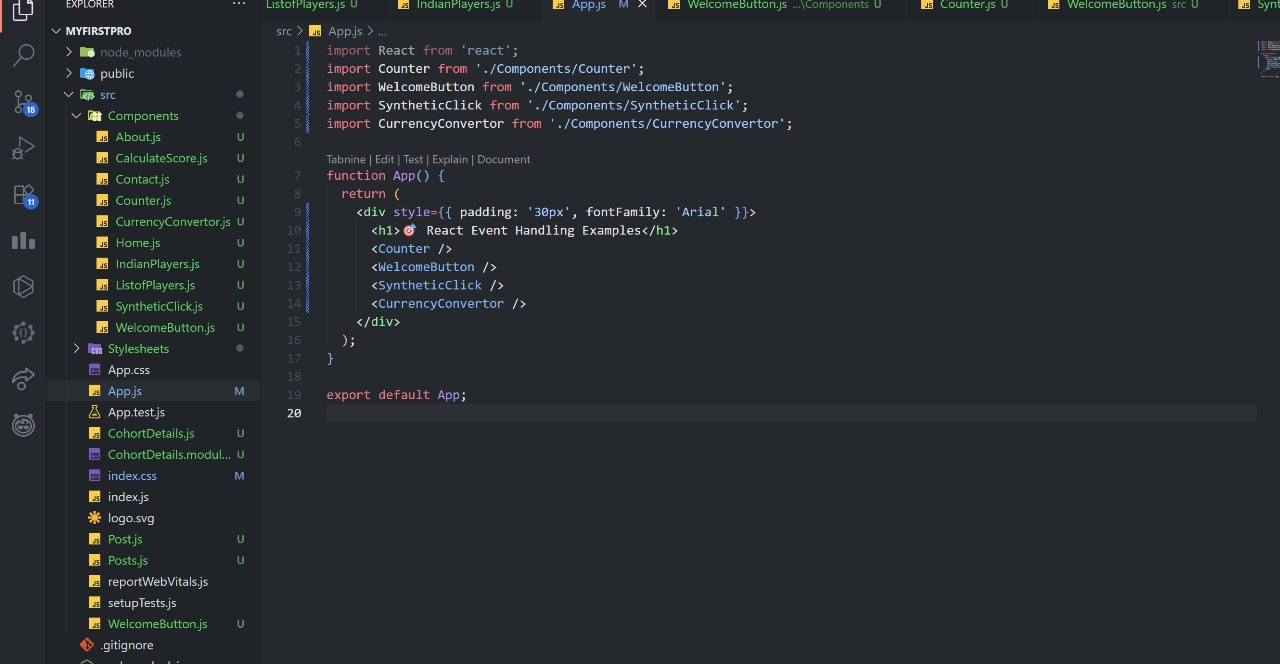 EXPLORER
MYFIRSTPRO
node_modules
public
src
Components
About.js U
CalculateScore.js U
Contact.js U
Counter.js U
CurrencyConvertor.js U
Home.js U
IndianPlayers.js U
ListofPlayers.js U
SyntheticClick.js U
WelcomeButton.js U
Stylesheets
App.css
App.js M
App.test.js
CohortDetails.js U
CohortDetails.modul... U
index.css M
index.js
logo.svg
Post.js U
Posts.js U
reportWebVitals.js
setupTests.js
WelcomeButton.js U
.gitignore
18
11
ListofPlayers.js U
IndianPlayers.js U
App.js M
WelcomeButton.js ...\Components U
Counter.js U
WelcomeButton.js src U
src > App.js > ...
1 import React from 'react';
2 import Counter from './Components/Counter';
3 import WelcomeButton from './Components/WelcomeButton';
4 import SyntheticClick from './Components/SyntheticClick';
5 import CurrencyConvertor from './Components/CurrencyConvertor';
6
Tabnine | Edit | Test | Explain | Document
7 function App() {
8 return (
9 <div style={{ padding: '30px', fontFamily: 'Arial' }}>
10 <h1>🎯 React Event Handling Examples</h1>
11 <Counter />
12 <WelcomeButton />
13 <SyntheticClick />
14 <CurrencyConvertor />
15 </div>
16 );
17 }
18
19 export default App;
20